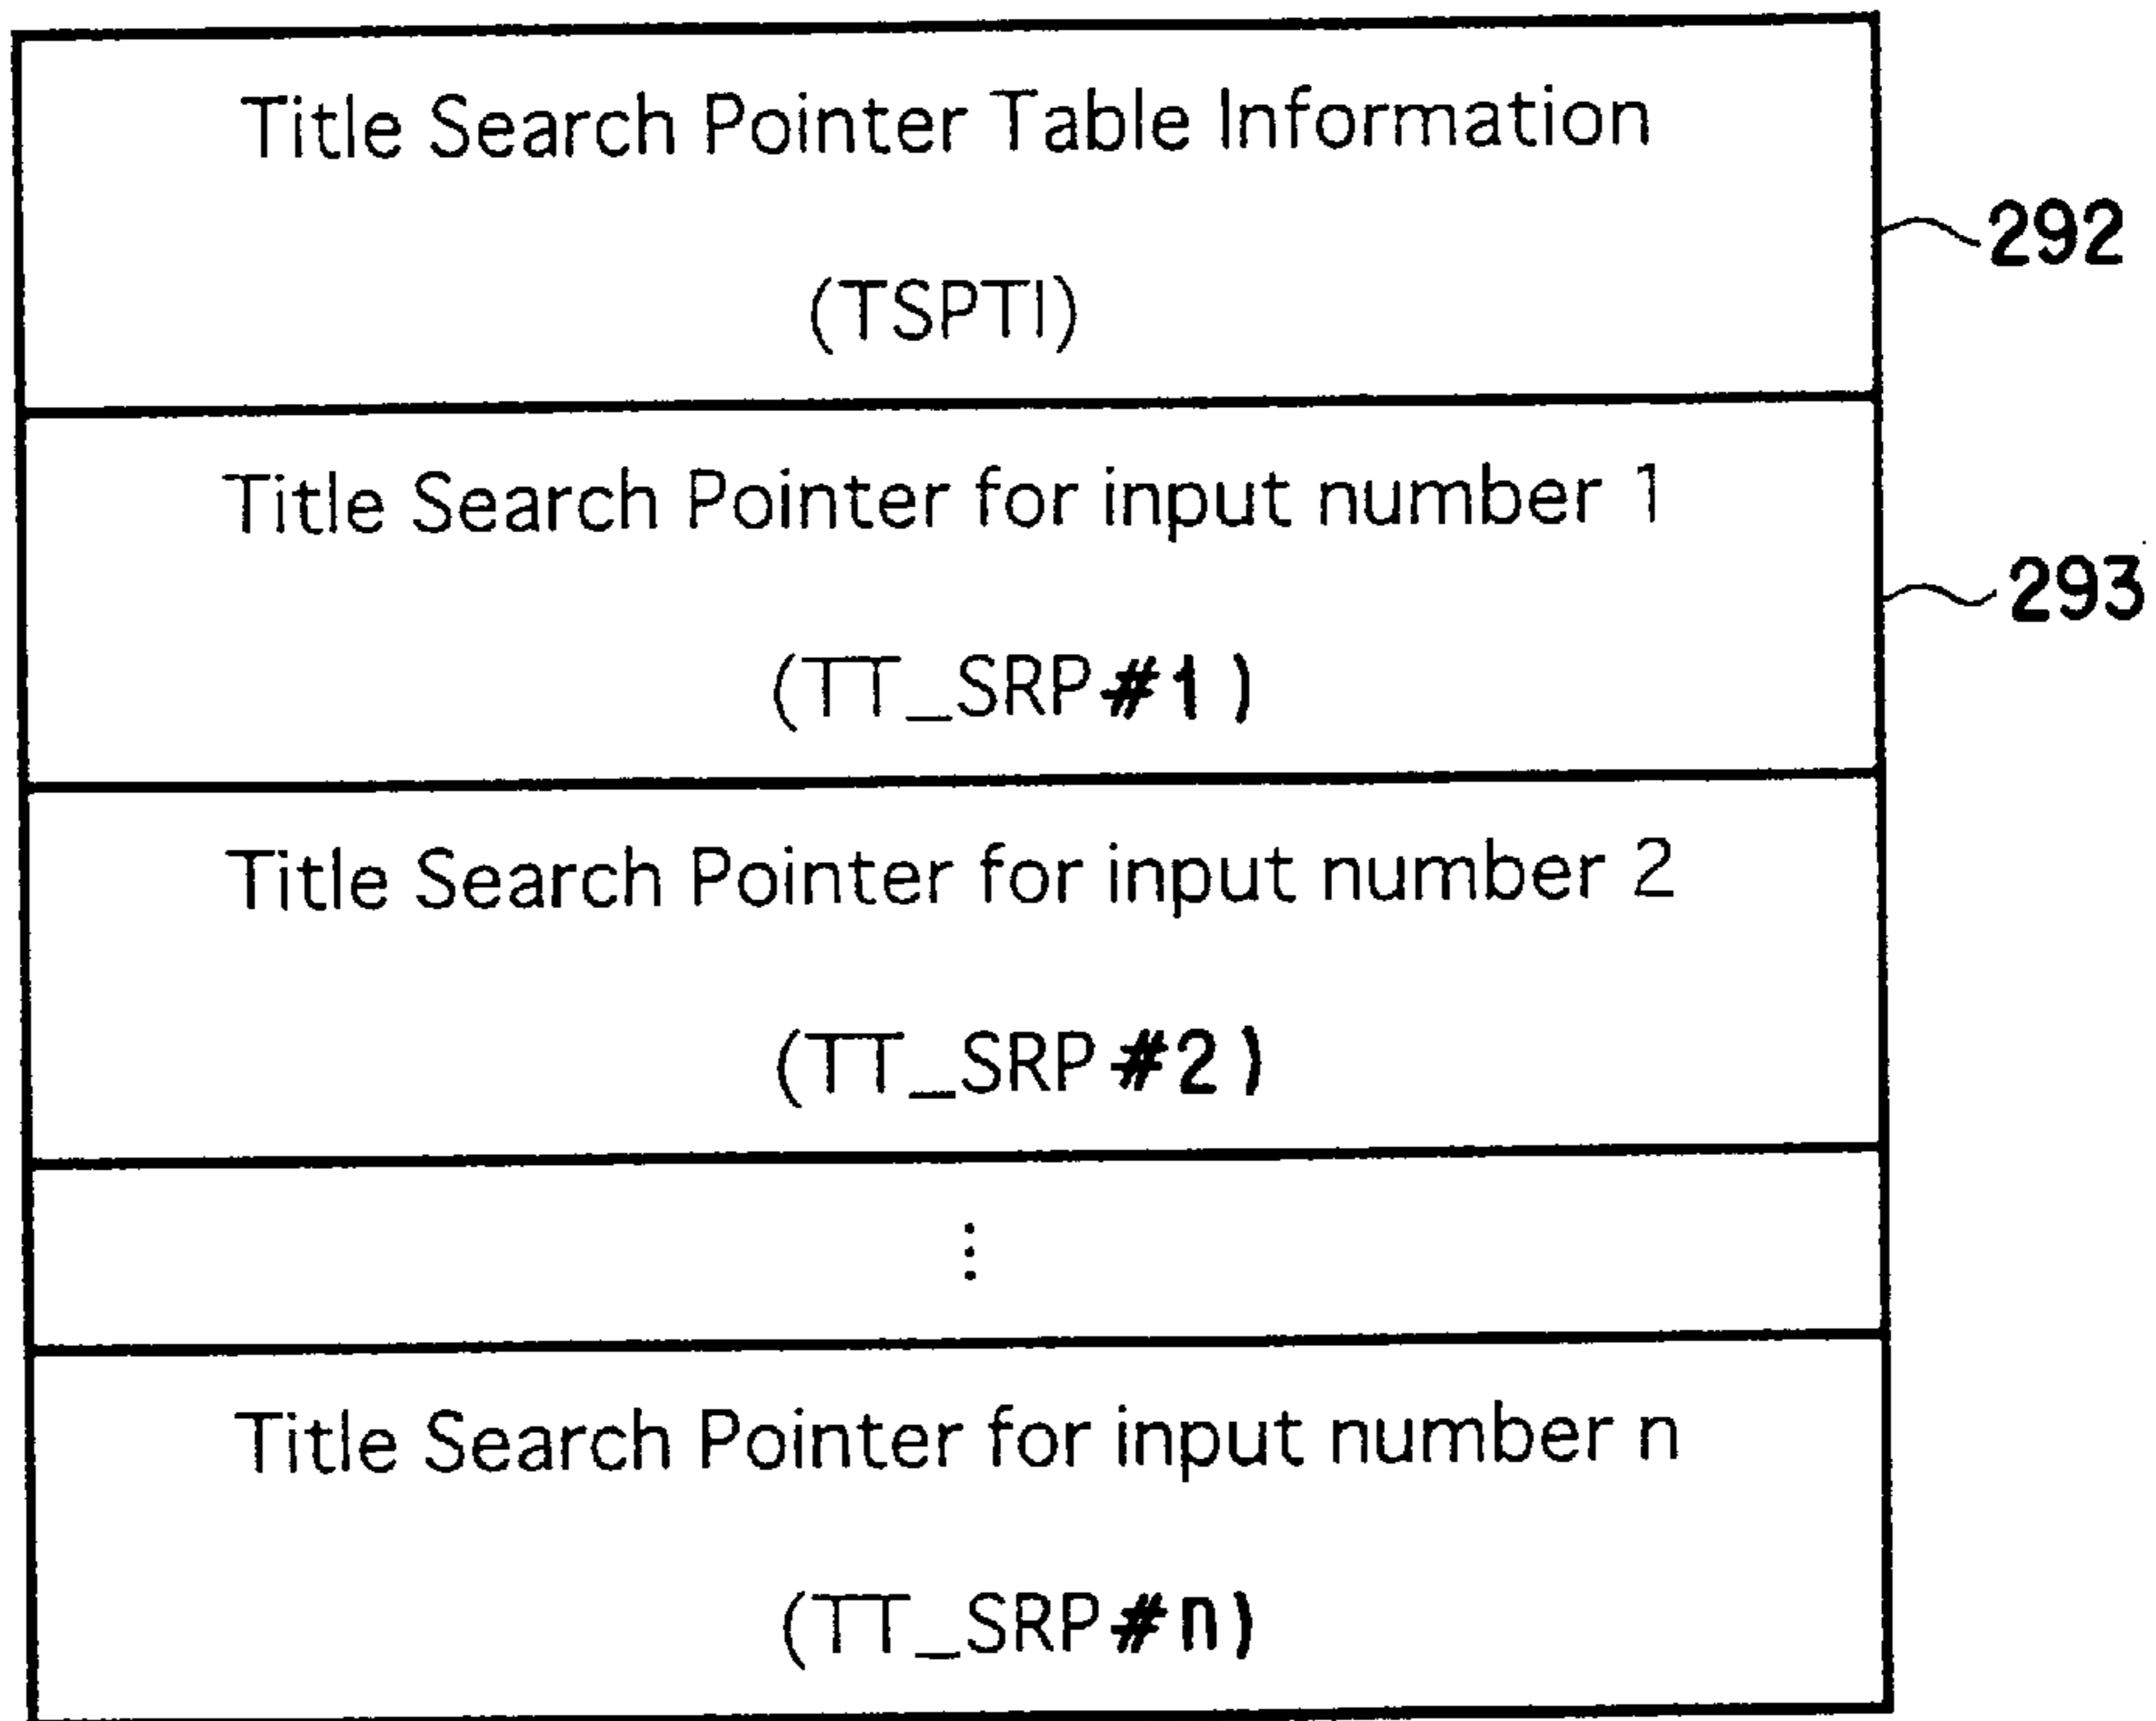 Title Search Pointer Table Information
(TSPTI)
292
Title Search Pointer for input number 1
293
(TT_SRP#1)
Title Search Pointer for input number 2
(TT_SRP#2)
⋮
Title Search Pointer for input number n
(TT_SRP#n)